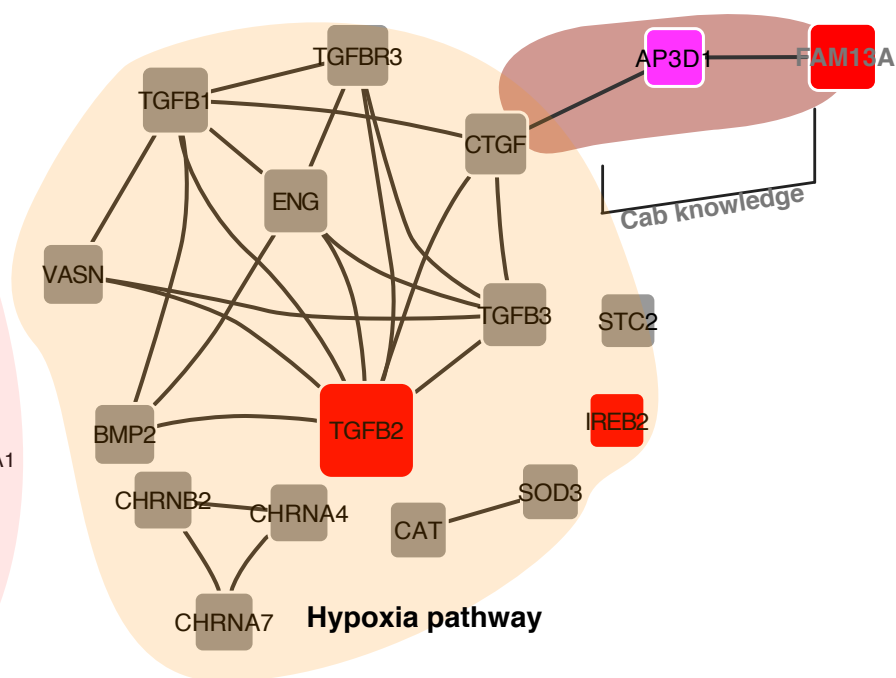 TGFBR3
AP3D1
FAM13A
TGFB1
CTGF
ENG
Cab knowledge
VASN
TGFB3
STC2
TGFB2
IREB2
BMP2
A1
CHRNB2
CHRNA4
SOD3
CAT
CHRNA7
Hypoxia pathway